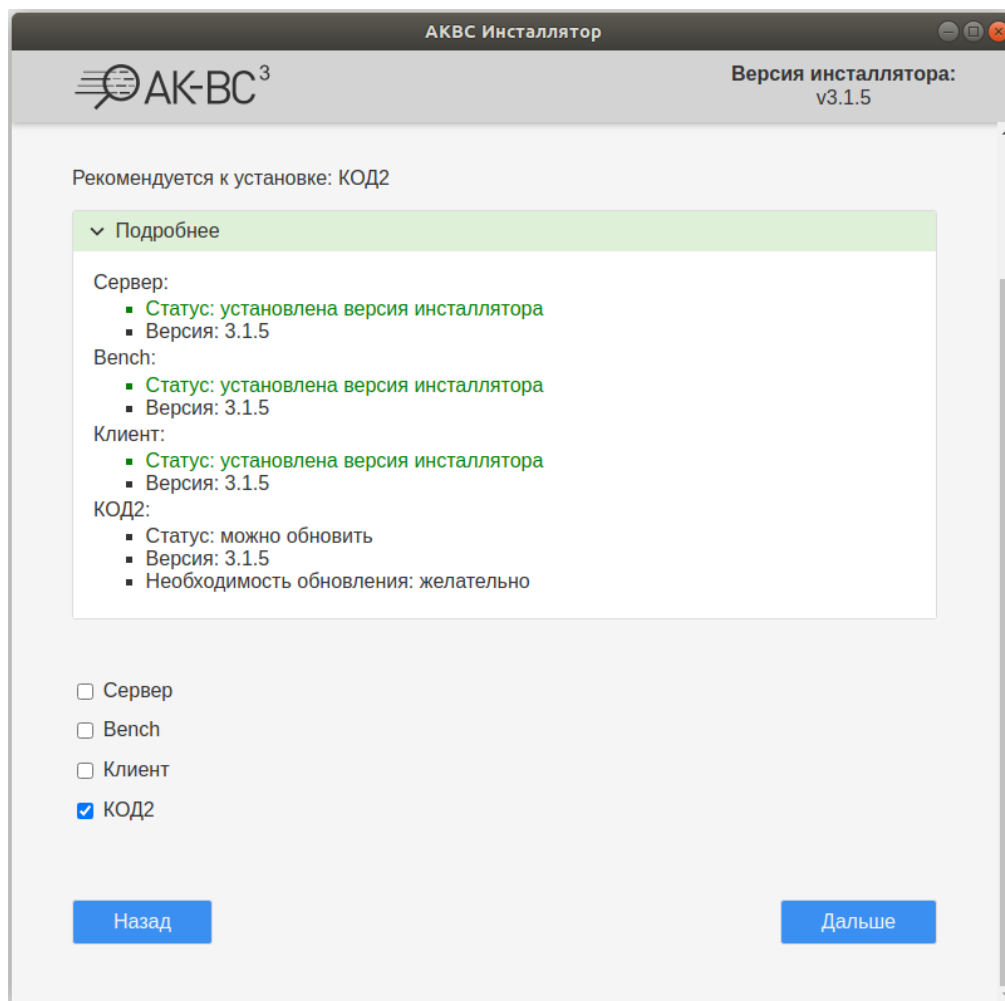 АКВС Инсталлятор
АК-ВС³
Версия инсталлятора:
v3.1.5
Рекомендуется к установке: КОД2
Подробнее
Сервер:
Статус: установлена версия инсталлятора
Версия: 3.1.5
Bench:
Статус: установлена версия инсталлятора
Версия: 3.1.5
Клиент:
Статус: установлена версия инсталлятора
Версия: 3.1.5
КОД2:
Статус: можно обновить
Версия: 3.1.5
Необходимость обновления: желательно
Сервер
Bench
Клиент
КОД2
Назад
Дальше